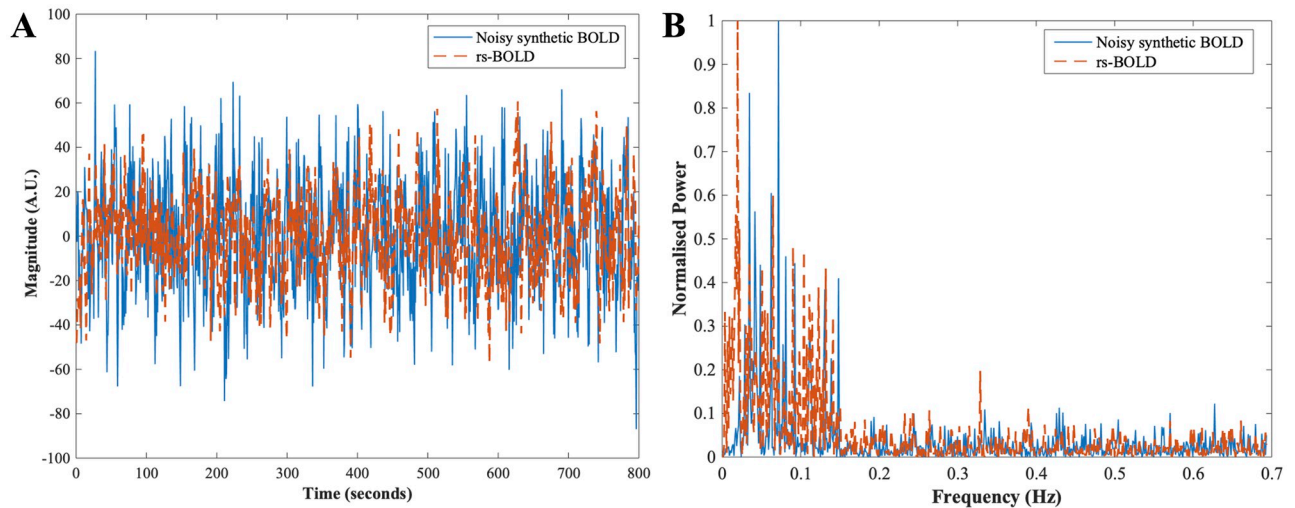 A
Magnitude (A.U.)
100
80
60
40
20
0
-20
-40
-60
-80
-100
0 100 200 300 400 500 600 700 800
Time (seconds)
Noisy synthetic BOLD
rs-BOLD
B
Normalised Power
1
0.9
0.8
0.7
0.6
0.5
0.4
0.3
0.2
0.1
0
0 0.1 0.2 0.3 0.4 0.5 0.6 0.7
Frequency (Hz)
Noisy synthetic BOLD
rs-BOLD